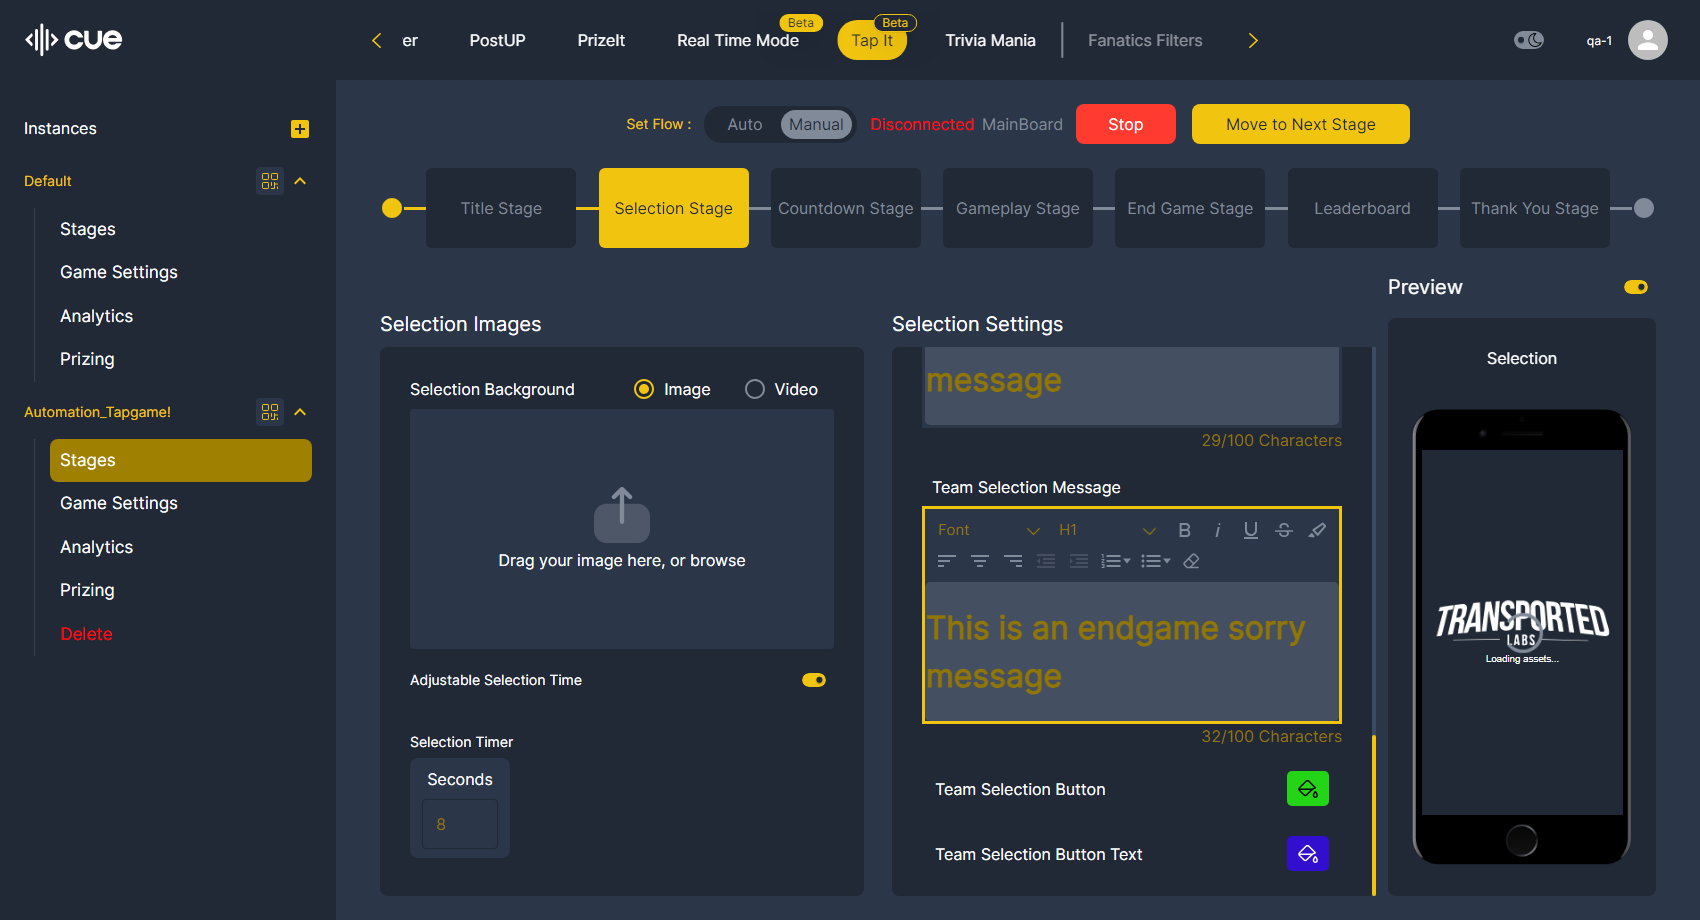 cue
er
PostUP
PrizeIt
Real Time Mode
Beta
Tap It
Beta
Trivia Mania
Fanatics Filters
qa-1
Instances
Default
Stages
Game Settings
Analytics
Prizing
Automation_Tapgame!
Stages
Game Settings
Analytics
Prizing
Delete
Set Flow :
Auto
Manual
Disconnected MainBoard
Stop
Move to Next Stage
Title Stage
Selection Stage
Countdown Stage
Gameplay Stage
End Game Stage
Leaderboard
Thank You Stage
Selection Images
Selection Background
Image
Video
Drag your image here, or browse
Adjustable Selection Time
Selection Timer
Seconds
8
Selection Settings
message
29/100 Characters
Team Selection Message
Font
H1
B
i
U
S
This is an endgame sorry
message
32/100 Characters
Team Selection Button
Team Selection Button Text
Preview
Selection
TRANSPORTED
LABS
Loading assets...